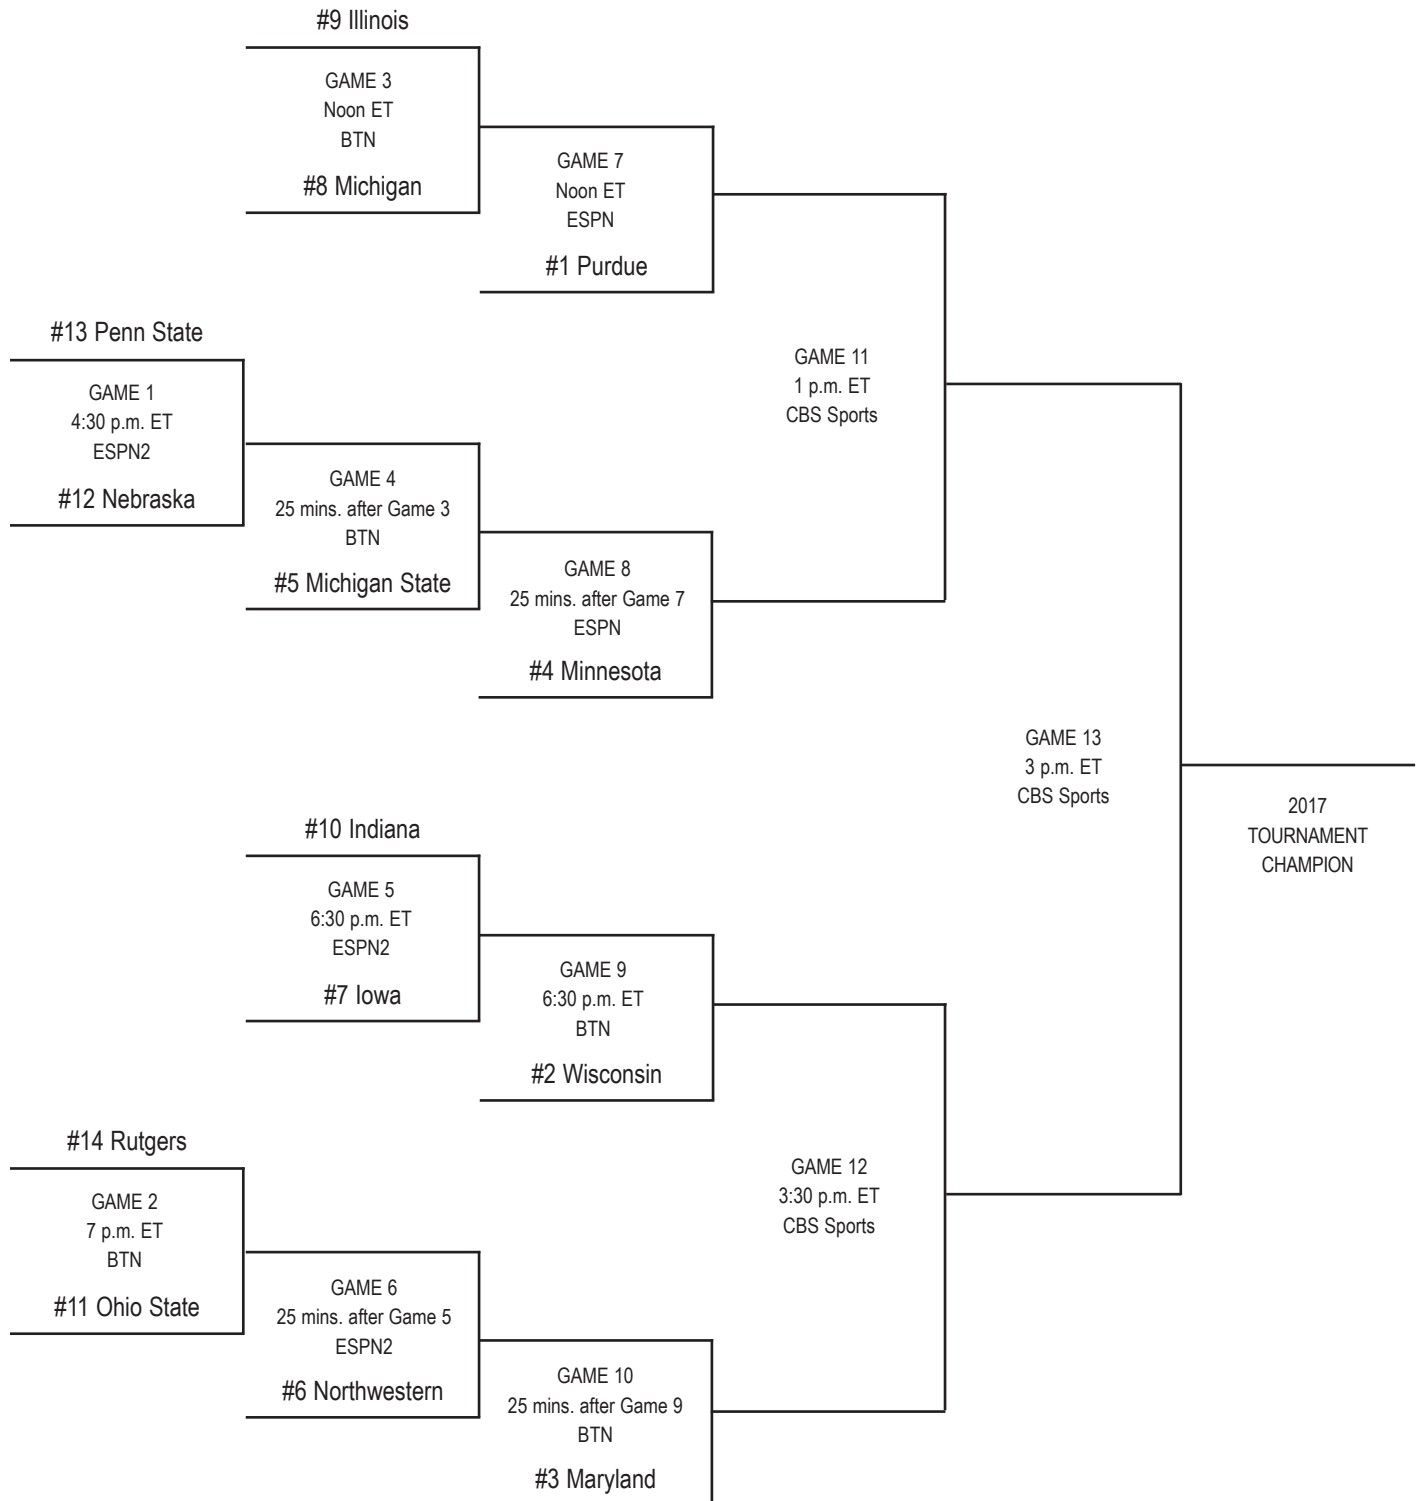 #9 Illinois
GAME 3
Noon ET
BTN
#8 Michigan
GAME 7
Noon ET
ESPN
#1 Purdue
#13 Penn State
GAME 1
4:30 p.m. ET
ESPN2
#12 Nebraska
GAME 4
25 mins. after Game 3
BTN
#5 Michigan State
GAME 8
25 mins. after Game 7
ESPN
#4 Minnesota
GAME 11
1 p.m. ET
CBS Sports
#10 Indiana
GAME 5
6:30 p.m. ET
ESPN2
#7 Iowa
GAME 9
6:30 p.m. ET
BTN
#2 Wisconsin
#14 Rutgers
GAME 2
7 p.m. ET
BTN
#11 Ohio State
GAME 6
25 mins. after Game 5
ESPN2
#6 Northwestern
GAME 10
25 mins. after Game 9
BTN
#3 Maryland
GAME 12
3:30 p.m. ET
CBS Sports
GAME 13
3 p.m. ET
CBS Sports
2017
TOURNAMENT
CHAMPION